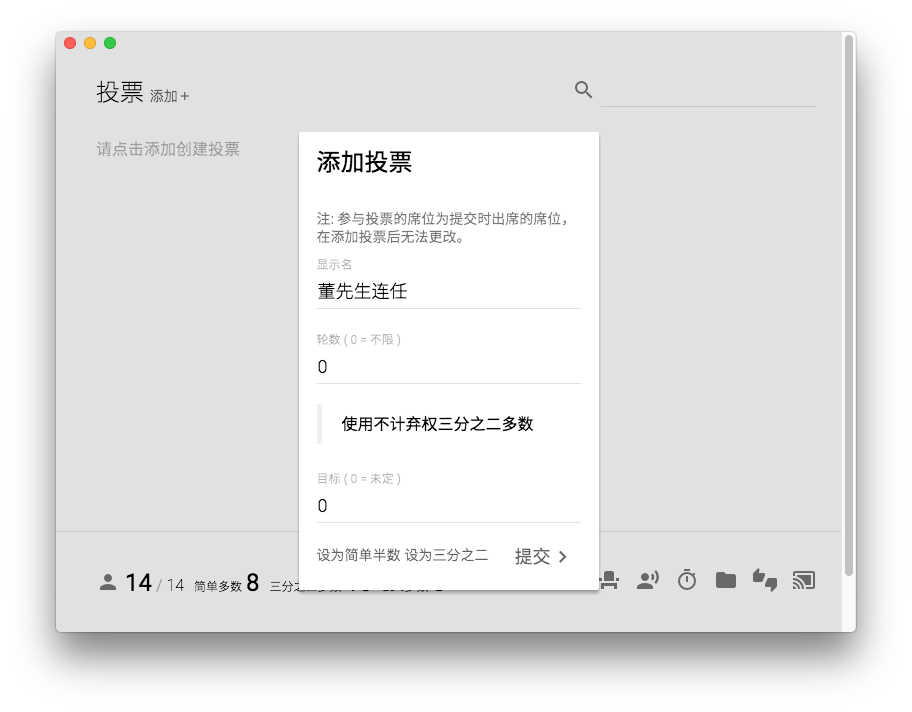 投票 添加+
请点击添加创建投票
添加投票
注: 参与投票的席位为提交时出席的席位，
在添加投票后无法更改。
显示名
董先生连任
轮数 ( 0 = 不限 )
0
使用不计弃权三分之二多数
目标 ( 0 = 未定 )
0
设为简单半数 设为三分之二 提交
14 / 14 简单多数 8 三分